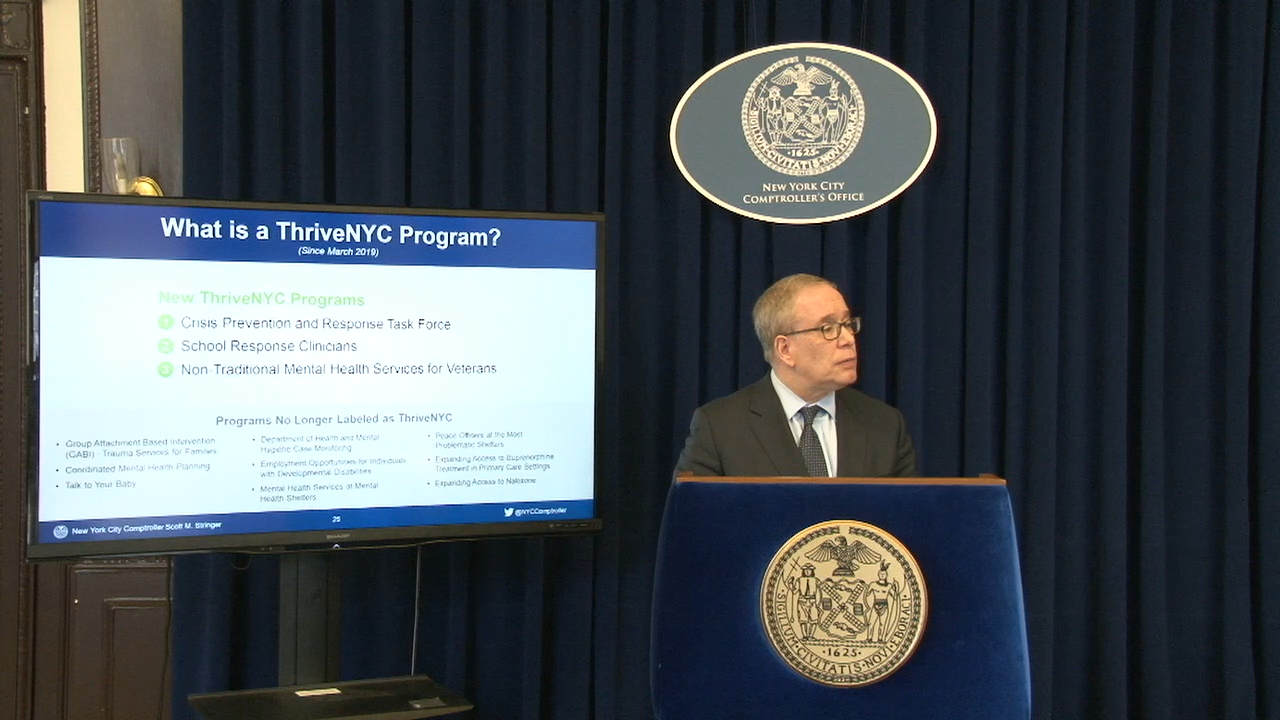 SIGILLUM CIVITATIS NOVI EBORACI
·1625·
NEW YORK CITY
COMPTROLLER'S OFFICE
What is a ThriveNYC Program?
(Since March 2019)
New ThriveNYC Programs
1 Crisis Prevention and Response Task Force
2 School Response Clinicians
3 Non-Traditional Mental Health Services for Veterans
Programs No Longer Labeled as ThriveNYC
• Group Attachment Based Intervention
(GABI) - Trauma Services for Families
• Coordinated Mental Health Planning
• Talk to Your Baby
• Department of Health and Mental
Hygiene Case Monitoring
• Employment Opportunities for Individuals
with Developmental Disabilities
• Mental Health Services at Mental
Health Shelters
• Peace Officers at the Most
Problematic Shelters
• Expanding Access to Buprenorphine
Treatment in Primary Care Settings
• Expanding Access to Naloxone
New York City Comptroller Scott M. Stringer
25
@NYCComptroller
SHARP
SIGILLUM CIVITATIS NOVI EBORACI
·1625·